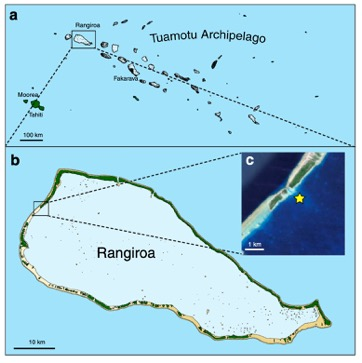 a
Rangiroa
Tuamotu Archipelago
Fakarava
Moorea
Tahiti
100 km
b
c
1 km
Rangiroa
10 km